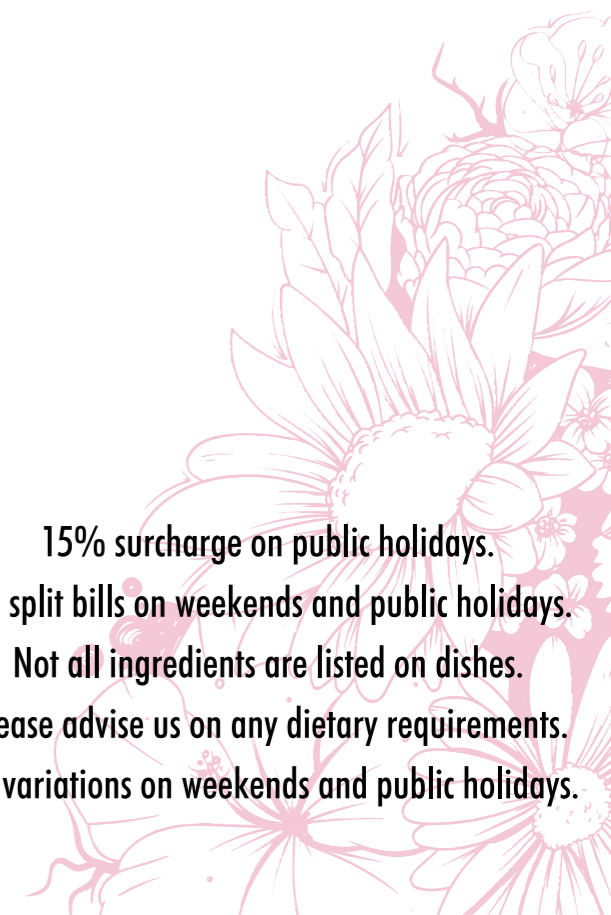 15% surcharge on public holidays.
split bills on weekends and public holidays.
Not all ingredients are listed on dishes.
ease advise us on any dietary requirements.
variations on weekends and public holidays.